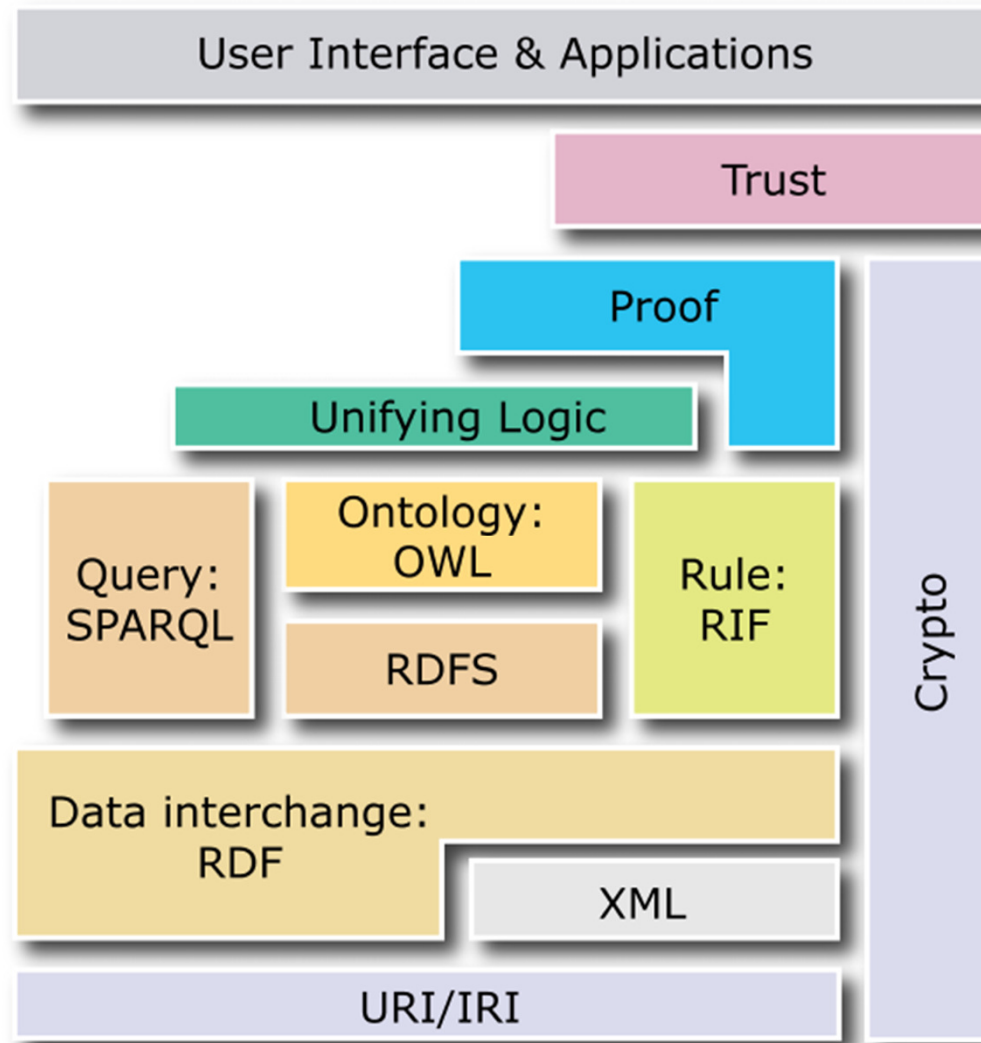 User Interface & Applications
Trust
Proof
Unifying Logic
Query:
SPARQL
Ontology:
OWL
RDFS
Rule:
RIF
Crypto
Data interchange:
RDF
XML
URI/IRI